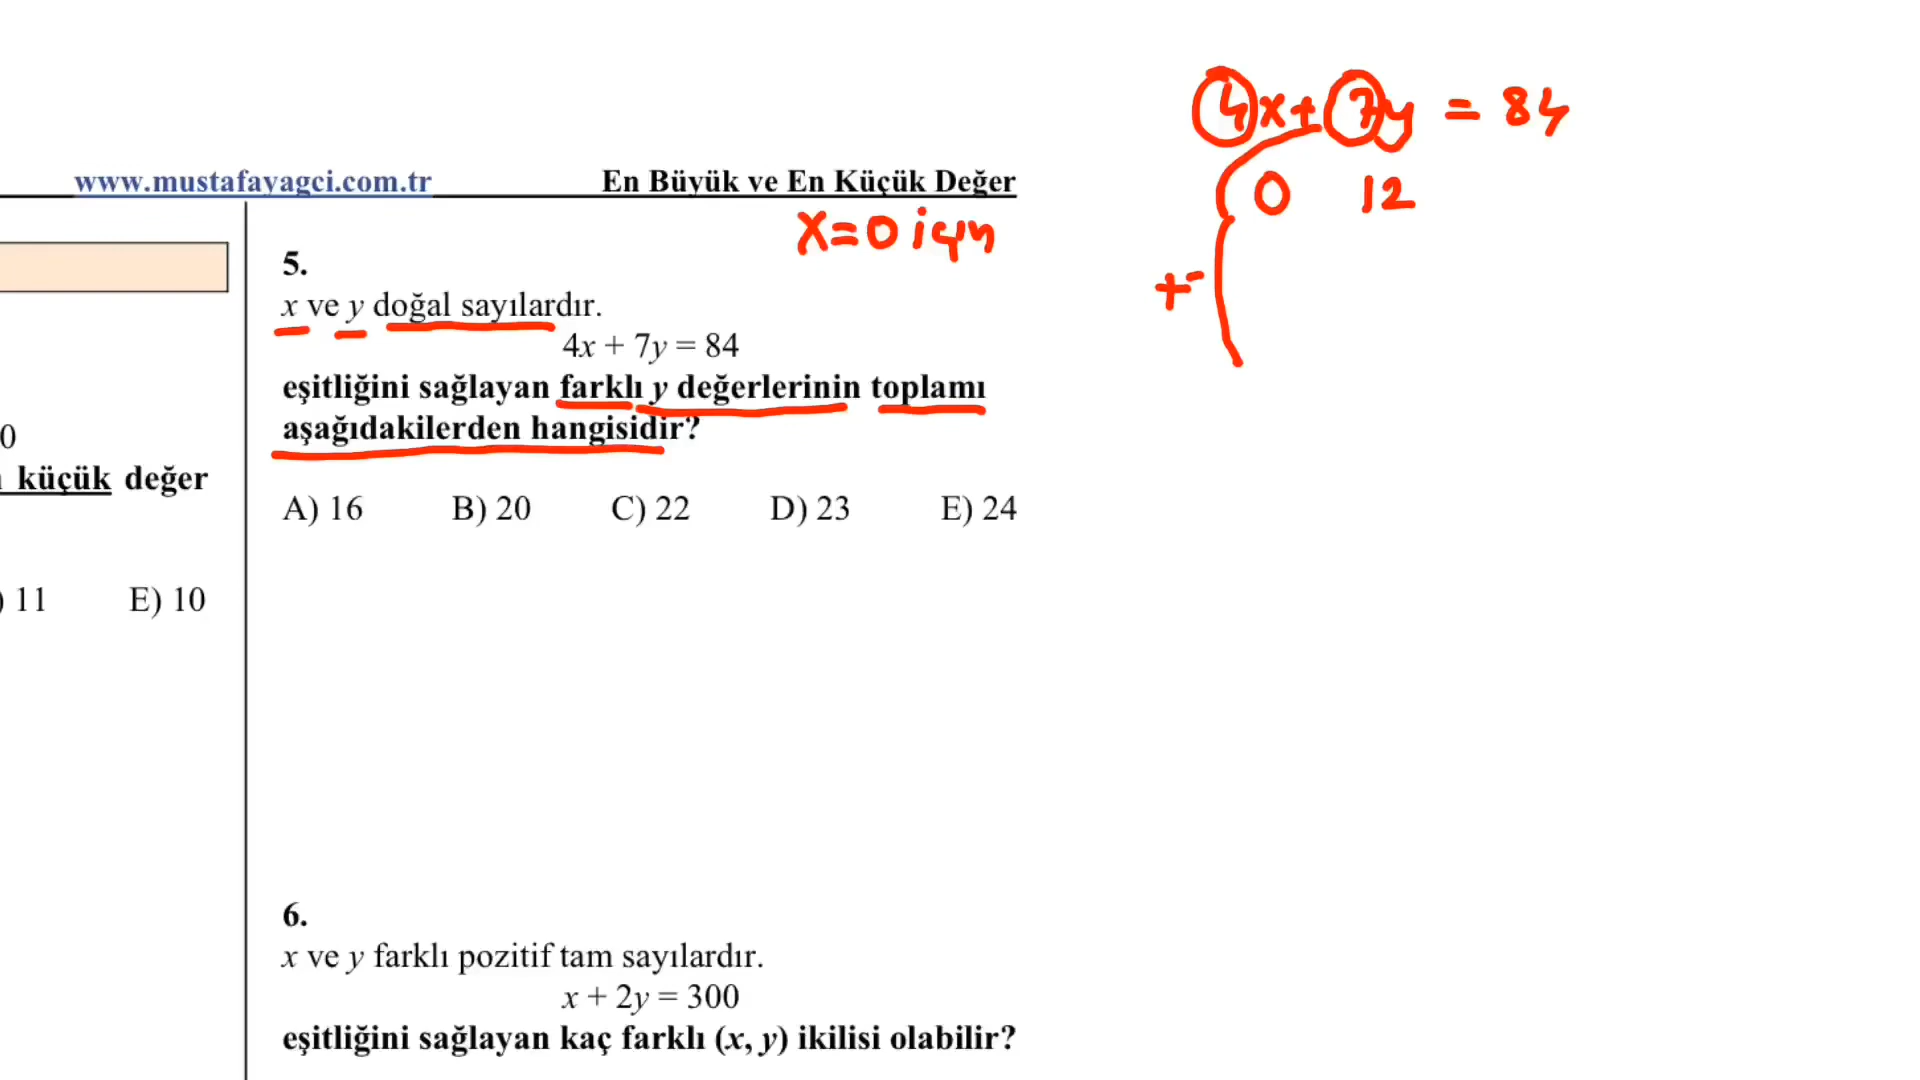 www.mustafayagci.com.tr
En Büyük ve En Küçük Değer
0
küçük değer
) 11 E) 10
x=0 için
5.
x ve y doğal sayılardır.
4x + 7y = 84
eşitliğini sağlayan farklı y değerlerinin toplamı
aşağıdakilerden hangisidir?
A) 16 B) 20 C) 22 D) 23 E) 24
6.
x ve y farklı pozitif tam sayılardır.
x + 2y = 300
eşitliğini sağlayan kaç farklı (x, y) ikilisi olabilir?
4x+7y = 84
0 12
+-